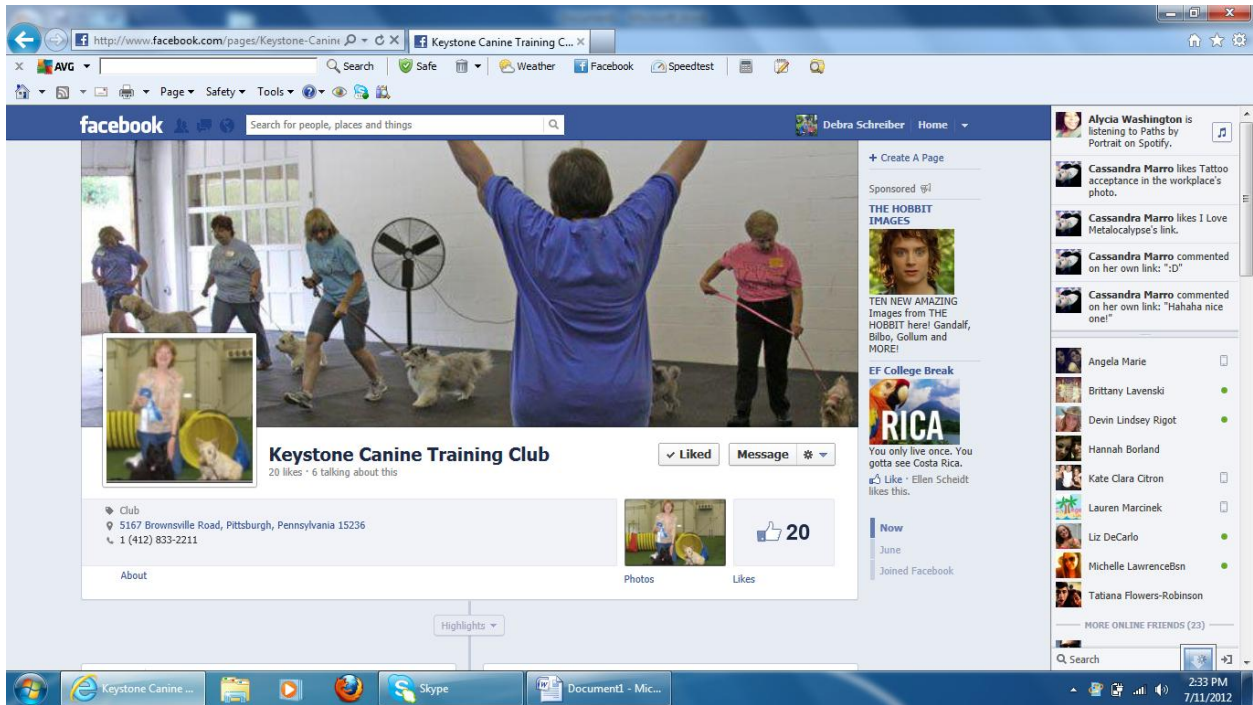 http://www.facebook.com/pages/Keystone-Canin
Keystone Canine Training C...
AVG
Search
Safe
Weather
Facebook
Speedtest
Page
Safety
Tools
facebook
Search for people, places and things
Debra Schreiber
Home
+ Create A Page
Sponsored
THE HOBBIT
IMAGES
TEN NEW AMAZING
Images from THE
HOBBIT here! Gandalf,
Bilbo, Gollum and
MORE!
EF College Break
RICA
You only live once. You
gotta see Costa Rica.
Like · Ellen Scheidt
likes this.
Now
June
Joined Facebook
Keystone Canine Training Club
20 likes · 6 talking about this
Liked
Message
Club
5167 Brownsville Road, Pittsburgh, Pennsylvania 15236
1 (412) 833-2211
About
20
Photos
Likes
Highlights
Alycia Washington is
listening to Paths by
Portrait on Spotify.
Cassandra Marro likes Tattoo
acceptance in the workplace's
photo.
Cassandra Marro likes I Love
Metalocalypse's link.
Cassandra Marro commented
on her own link: ":D"
Cassandra Marro commented
on her own link: "Hahaha nice
one!"
Angela Marie
Brittany Lavenski
Devin Lindsey Rigot
Hannah Borland
Kate Clara Citron
Lauren Marcinek
Liz DeCarlo
Michelle LawrenceBsn
Tatiana Flowers-Robinson
MORE ONLINE FRIENDS (23)
Search
Keystone Canine ...
Skype
Document1 - Mic...
2:33 PM
7/11/2012